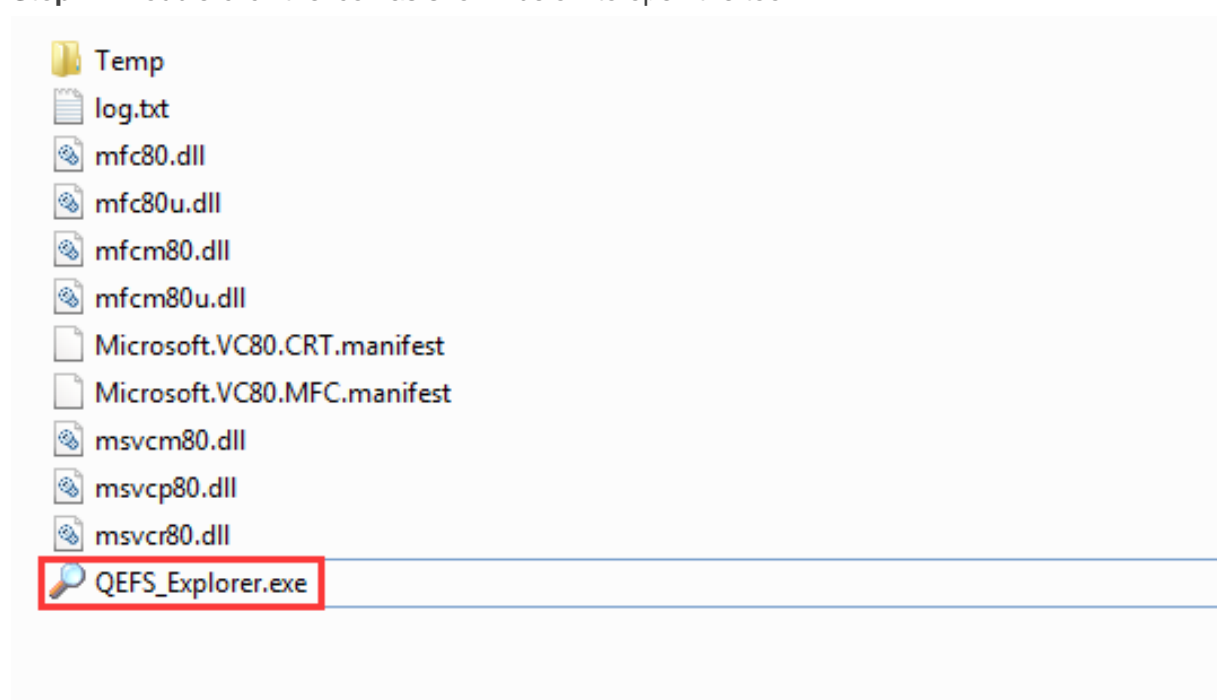 Temp
log.txt
mfc80.dll
mfc80u.dll
mfcm80.dll
mfcm80u.dll
Microsoft.VC80.CRT.manifest
Microsoft.VC80.MFC.manifest
msvcm80.dll
msvcp80.dll
msvcr80.dll
QEFS_Explorer.exe